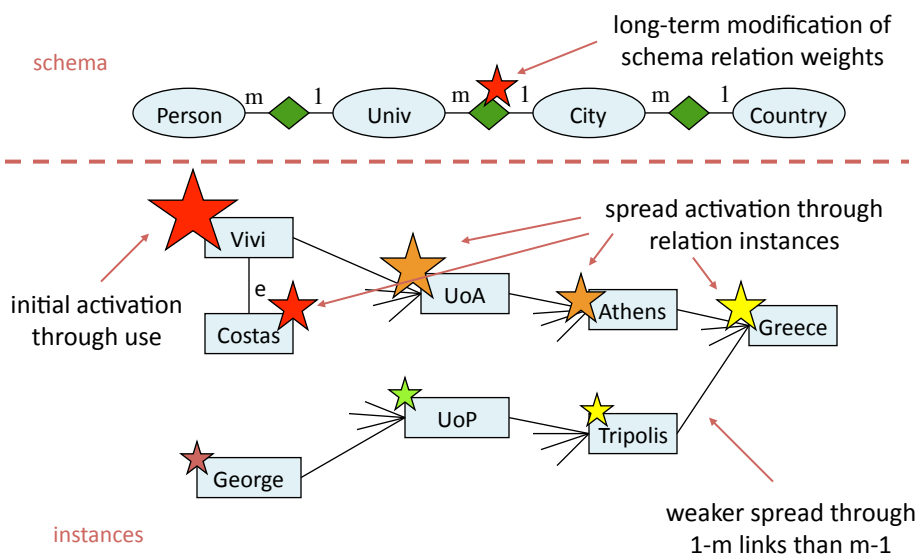 long-term modification of
schema relation weights
schema
m 1 m 1 m 1
Person Univ City Country
spread activation through
relation instances
Vivi
initial activation
through use
e
UoA
Athens
Greece
Costas
UoP
Tripolis
George
weaker spread through
1-m links than m-1
instances